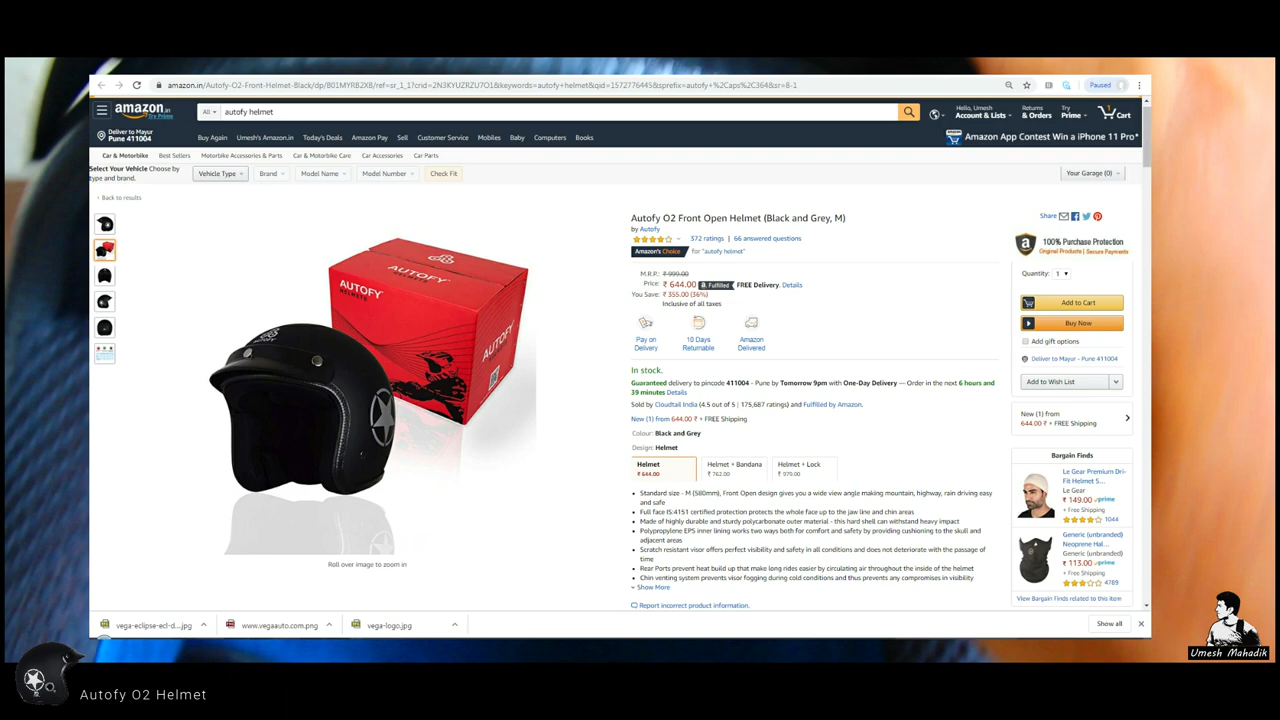 amazon.in/Autofy-O2-Front-Helmet-Black/dp/B01MYRB2X8/ref=sr_1_1?crid=2N3KYUZRZU7O1&keywords=autofy+helmet&qid=1572776445&sprefix=autofy+%2Caps%2C364&sr=8-1
Paused
amazon.in
Try Prime
All
autofy helmet
Hello, Umesh
Account & Lists
Returns
& Orders
Try
Prime
Cart
Deliver to Mayur
Pune 411004
Buy Again
Umesh's Amazon.in
Today's Deals
Amazon Pay
Sell
Customer Service
Mobiles
Baby
Computers
Books
Amazon App Contest Win a iPhone 11 Pro*
Car & Motorbike
Best Sellers
Motorbike Accessories & Parts
Car & Motorbike Care
Car Accessories
Car Parts
Select Your Vehicle Choose by
type and brand.
Vehicle Type
Brand
Model Name
Model Number
Check Fit
Your Garage (0)
‹ Back to results
AUTOFY
AUTOFY
HELMETS
AUTOFY
Roll over image to zoom in
Autofy O2 Front Open Helmet (Black and Grey, M)
by Autofy
372 ratings | 66 answered questions
Amazon's Choice for "autofy helmet"
M.R.P.: ₹ 999.00
Price: ₹ 644.00 Fulfilled FREE Delivery. Details
You Save: ₹ 355.00 (36%)
Inclusive of all taxes
Pay on
Delivery
10 Days
Returnable
Amazon
Delivered
In stock.
Guaranteed delivery to pincode 411004 - Pune by Tomorrow 9pm with One-Day Delivery — Order in the next 6 hours and
39 minutes Details
Sold by Cloudtail India (4.5 out of 5 | 175,687 ratings) and Fulfilled by Amazon.
New (1) from 644.00 ₹ + FREE Shipping
Colour: Black and Grey
Design: Helmet
Helmet
₹ 644.00
Helmet + Bandana
₹ 762.00
Helmet + Lock
₹ 979.00
• Standard size - M (580mm), Front Open design gives you a wide view angle making mountain, highway, rain driving easy
and safe
• Full face IS:4151 certified protection protects the whole face up to the jaw line and chin areas
• Made of highly durable and sturdy polycarbonate outer material - this hard shell can withstand heavy impact
• Polypropylene EPS inner lining works two ways both for comfort and safety by providing cushioning to the skull and
adjacent areas
• Scratch resistant visor offers perfect visibility and safety in all conditions and does not deteriorate with the passage of
time
• Rear Ports prevent heat build up that make long rides easier by circulating air throughout the inside of the helmet
• Chin venting system prevents visor fogging during cold conditions and thus prevents any compromises in visibility
Show More
Report incorrect product information.
Share
100% Purchase Protection
Original Products | Secure Payments
Quantity: 1
Add to Cart
Buy Now
Add gift options
Deliver to Mayur - Pune 411004
Add to Wish List
New (1) from
644.00 ₹ + FREE Shipping
Bargain Finds
Le Gear Premium Dri-
Fit Helmet S...
Le Gear
₹ 149.00 prime
+ Free Shipping
1044
Generic (unbranded)
Neoprene Hal...
Generic (unbranded)
₹ 113.00 prime
+ Free Shipping
4789
View Bargain Finds related to this item
vega-eclipse-ecl-d....jpg
www.vegaauto.com.png
vega-logo.jpg
Show all
Umesh Mahadik
Autofy O2 Helmet